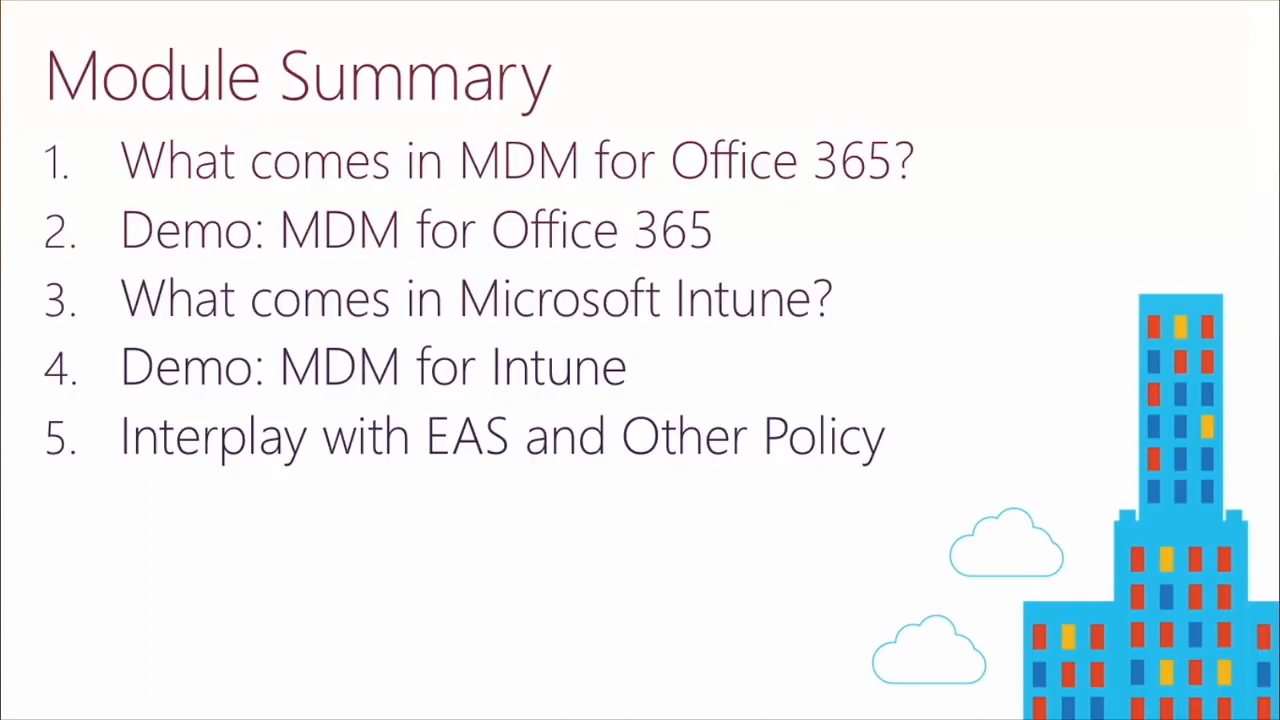 Module Summary
1. What comes in MDM for Office 365?
2. Demo: MDM for Office 365
3. What comes in Microsoft Intune?
4. Demo: MDM for Intune
5. Interplay with EAS and Other Policy